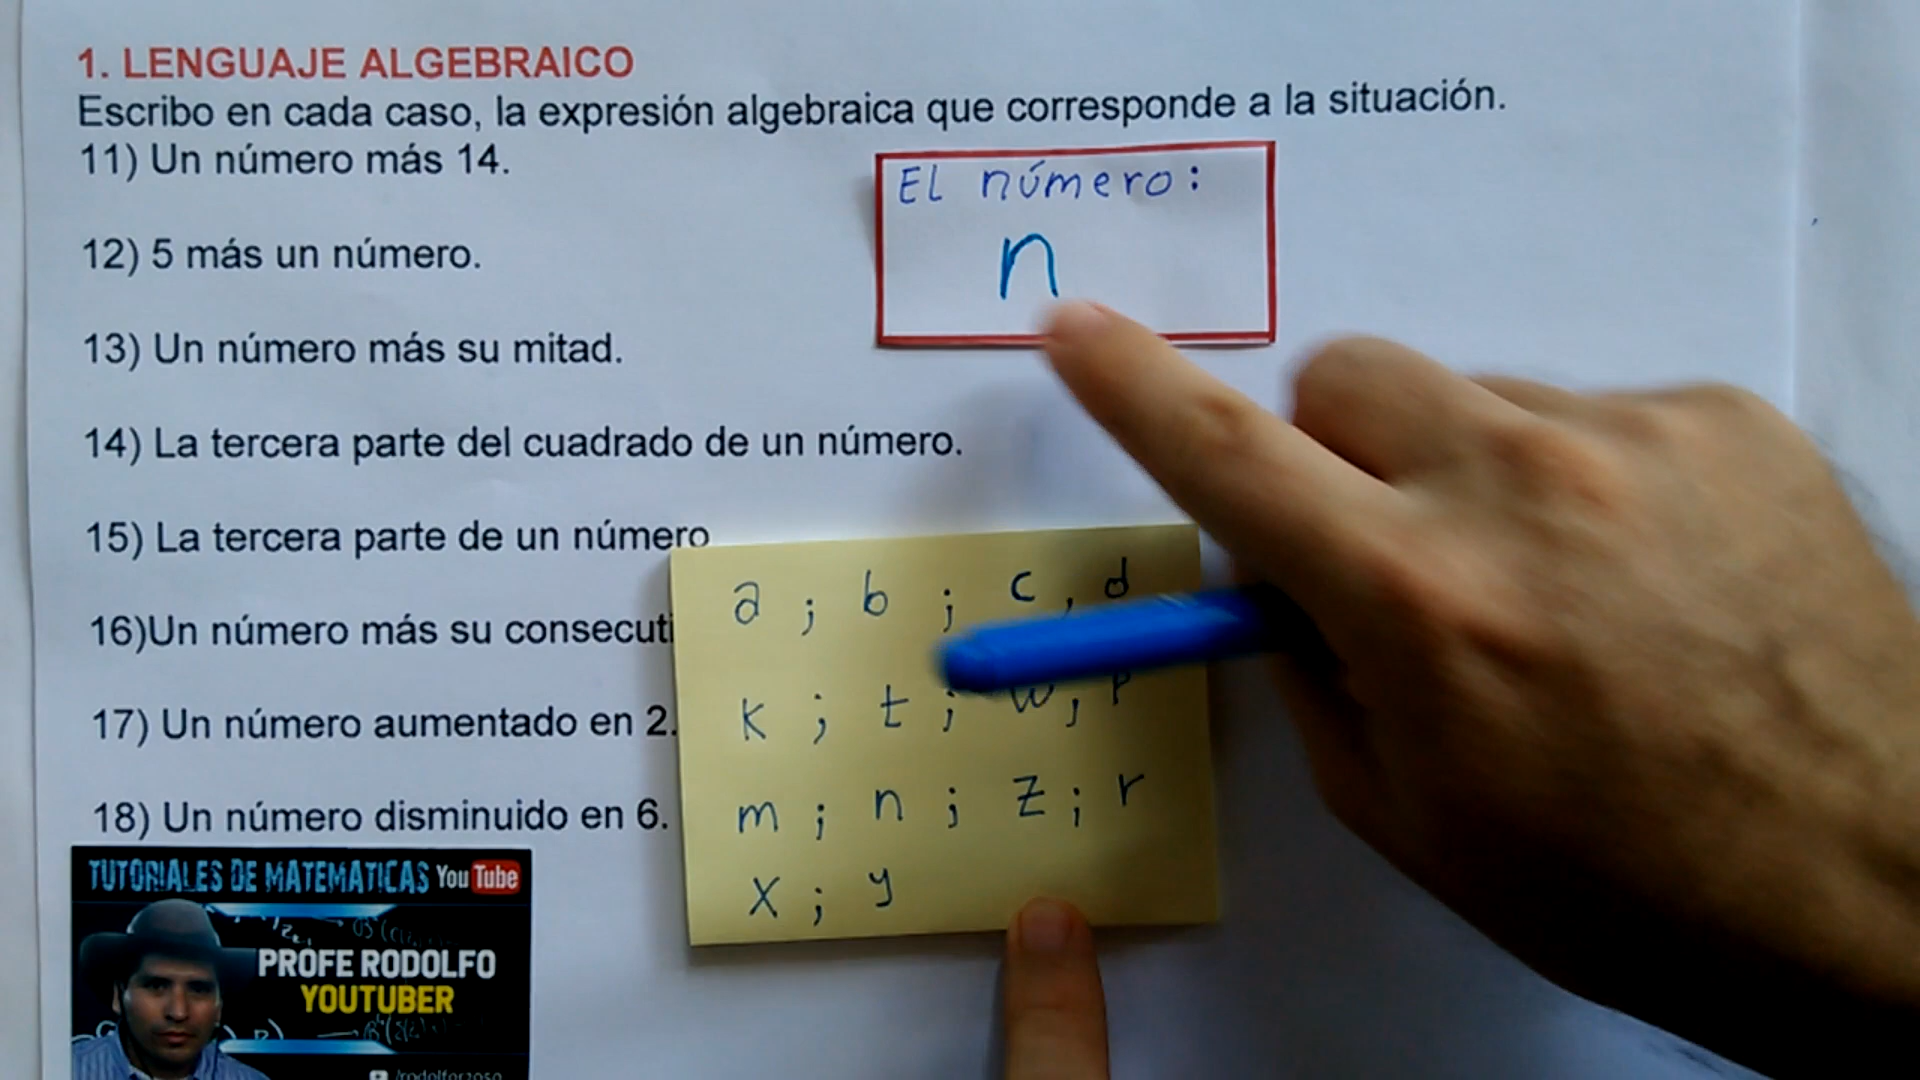 1. LENGUAJE ALGEBRAICO
Escribo en cada caso, la expresión algebraica que corresponde a la situación.
11) Un número más 14.
El número:
n
12) 5 más un número.
13) Un número más su mitad.
14) La tercera parte del cuadrado de un número.
15) La tercera parte de un número
16)Un número más su consecuti
17) Un número aumentado en 2.
18) Un número disminuido en 6.
a ; b ; c , d
k ; t ; w ; p
m ; n ; z ; r
x ; y
TUTORIALES DE MATEMATICAS YouTube
PROFE RODOLFO
YOUTUBER